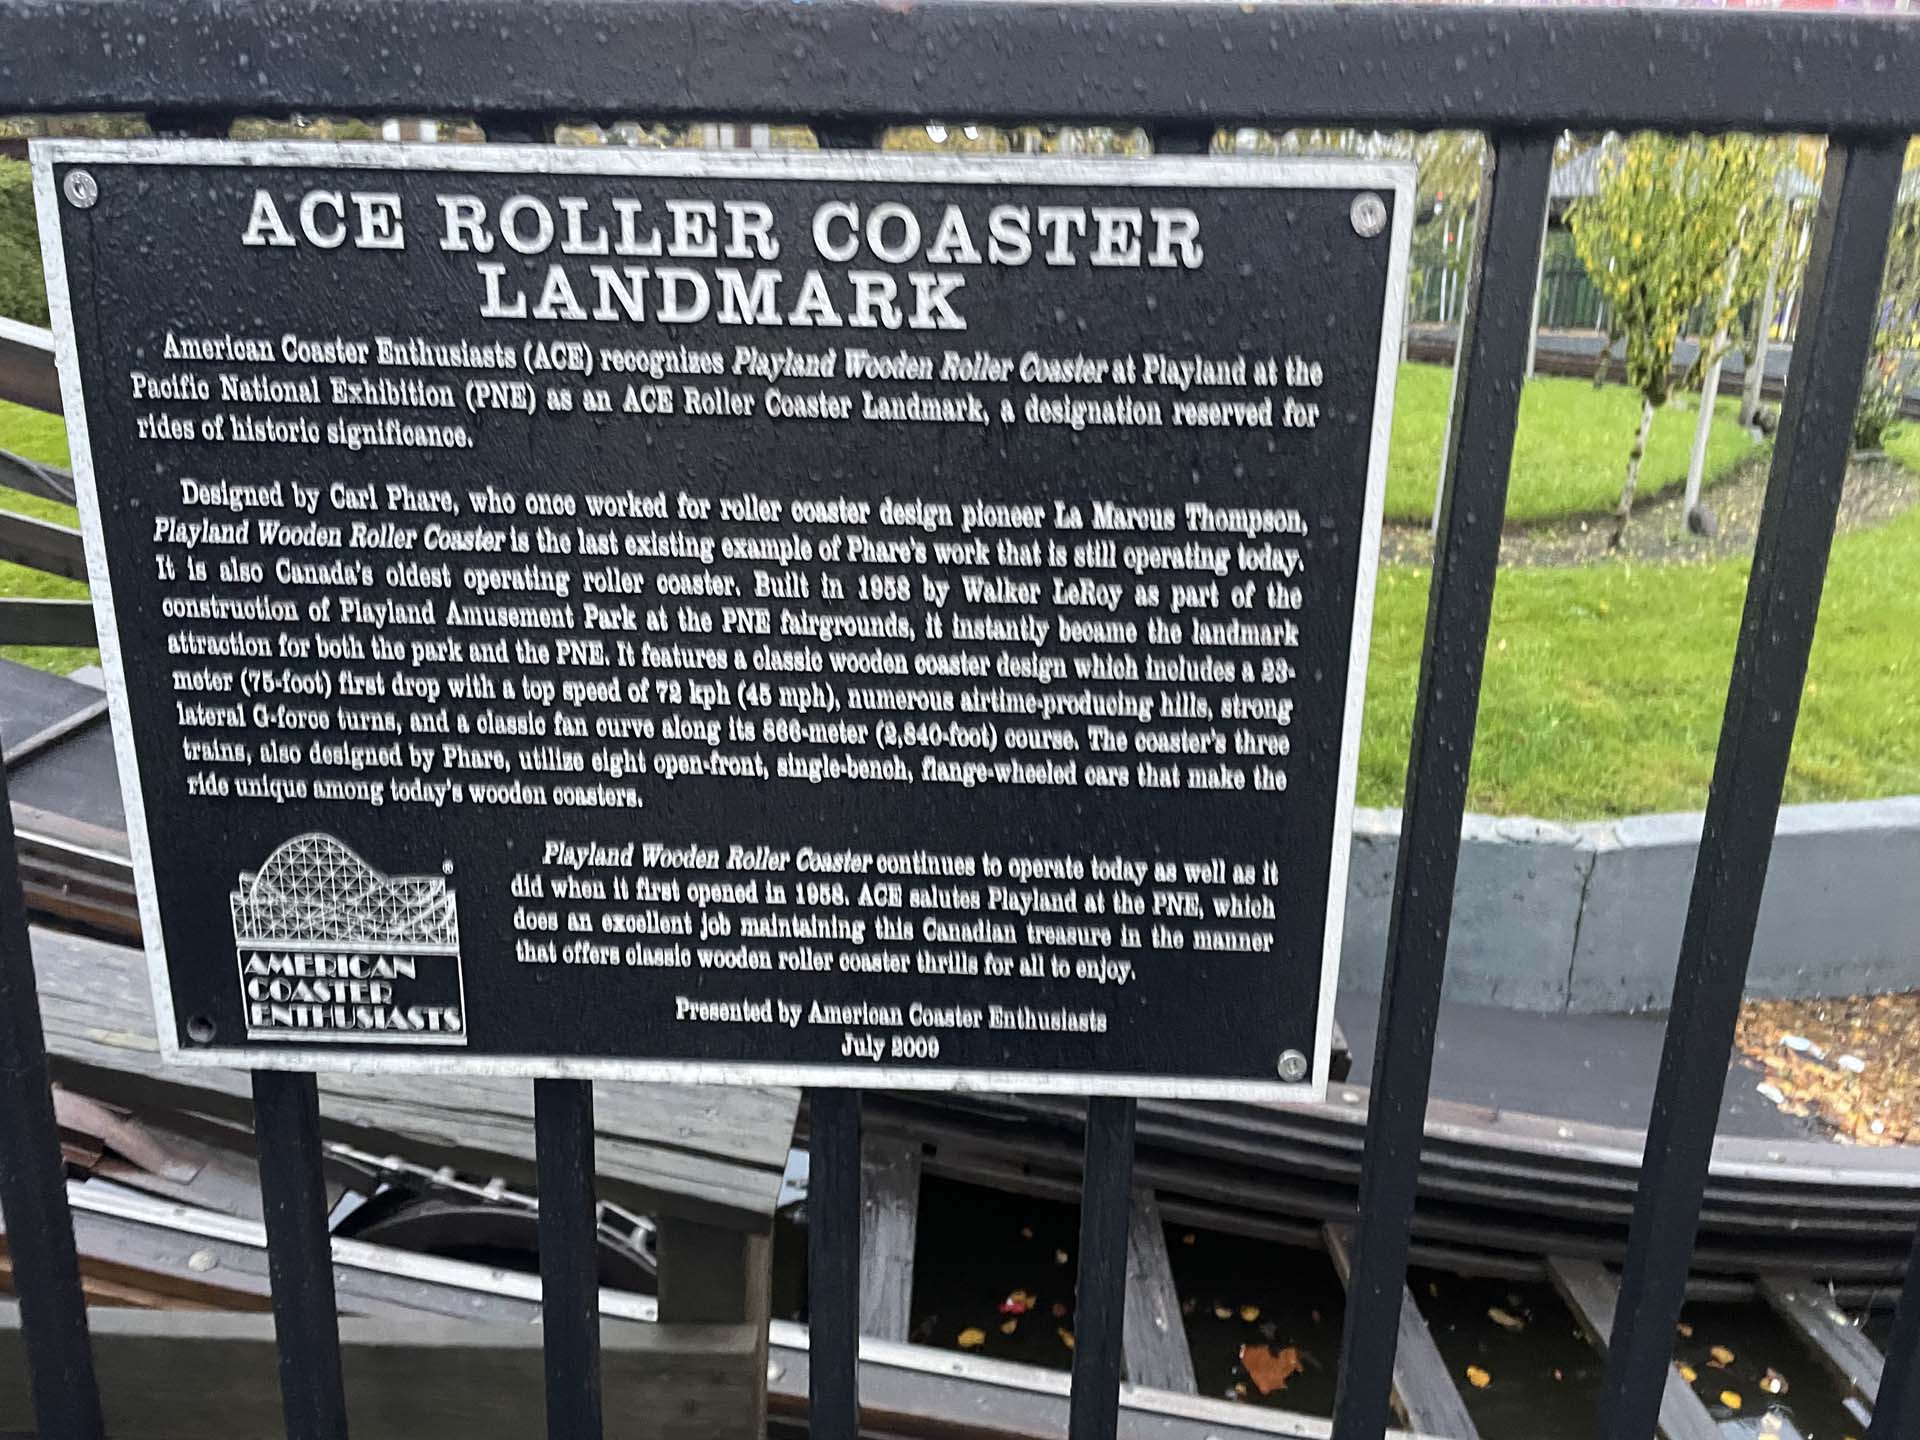 ACE ROLLER COASTER
LANDMARK
American Coaster Enthusiasts (ACE) recognizes Playland Wooden Roller Coaster at Playland at the
Pacific National Exhibition (PNE) as an ACE Roller Coaster Landmark, a designation reserved for
rides of historic significance.
Designed by Carl Phare, who once worked for roller coaster design pioneer La Marcus Thompson,
Playland Wooden Roller Coaster is the last existing example of Phare's work that is still operating today.
It is also Canada's oldest operating roller coaster. Built in 1958 by Walker LeRoy as part of the
construction of Playland Amusement Park at the PNE fairgrounds, it instantly became the landmark
attraction for both the park and the PNE. It features a classic wooden coaster design which includes a 23-
meter (75-foot) first drop with a top speed of 72 kph (45 mph), numerous airtime-producing hills, strong
lateral G-force turns, and a classic fan curve along its 866-meter (2,840-foot) course. The coaster's three
trains, also designed by Phare, utilize eight open-front, single-bench, flange-wheeled cars that make the
ride unique among today's wooden coasters.
Playland Wooden Roller Coaster continues to operate today as well as it
did when it first opened in 1958. ACE salutes Playland at the PNE, which
does an excellent job maintaining this Canadian treasure in the manner
that offers classic wooden roller coaster thrills for all to enjoy.
Presented by American Coaster Enthusiasts
July 2009
®
AMERICAN
COASTER
ENTHUSIASTS